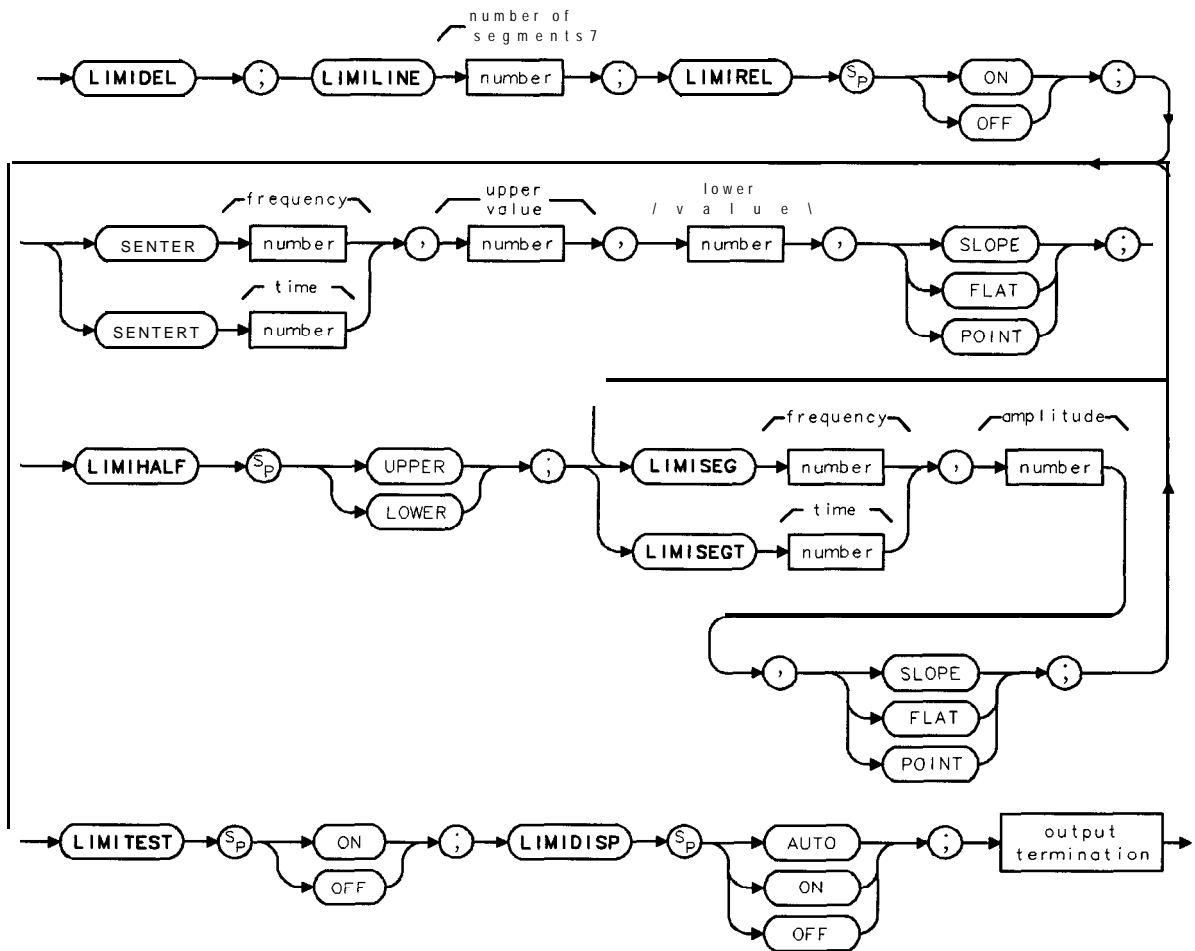 number of
segments7
LIMIDEL ; LIMILINE number ; LIMIREL SP ON ;
OFF
frequency upper value lower /value\
SENTER number , number , number , SLOPE ;
FLAT
time
SENTERT number POINT
frequency amplitude
LIMIHALF SP UPPER ; LIMISEG number , number
LOWER
time
LIMISEGT number
, SLOPE ;
FLAT
POINT
LIMITEST SP ON ; LIMIDISP SP AUTO ; output termination
OFF ON
OFF